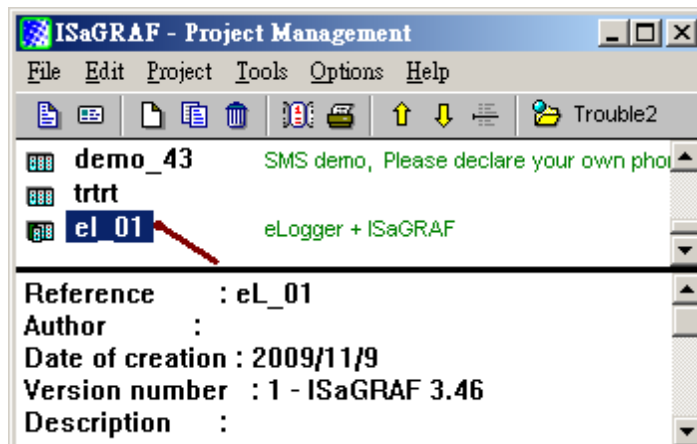 ISaGRAF - Project Management
File Edit Project Tools Options Help
Trouble2
demo_43 SMS demo, Please declare your own
trtrt
el_01 eLogger + ISaGRAF
Reference : eL_01
Author :
Date of creation : 2009/11/9
Version number : 1 - ISaGRAF 3.46
Description :